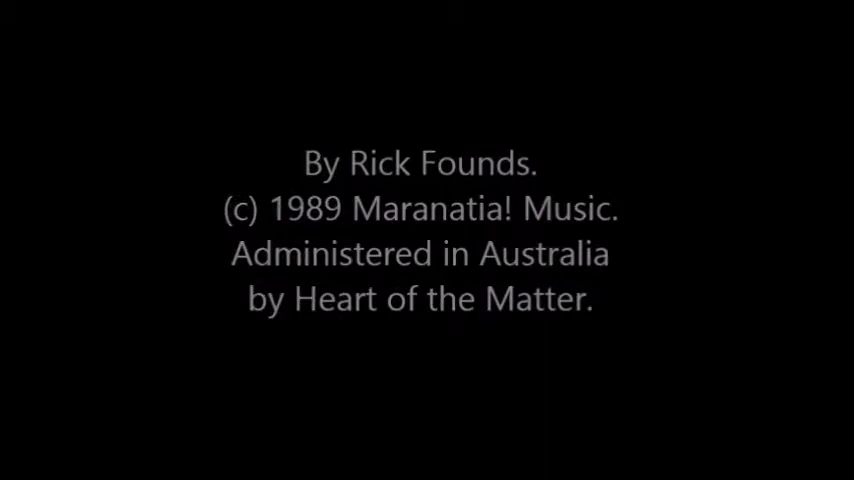 By Rick Founds.
(c) 1989 Maranatia! Music.
Administered in Australia
by Heart of the Matter.